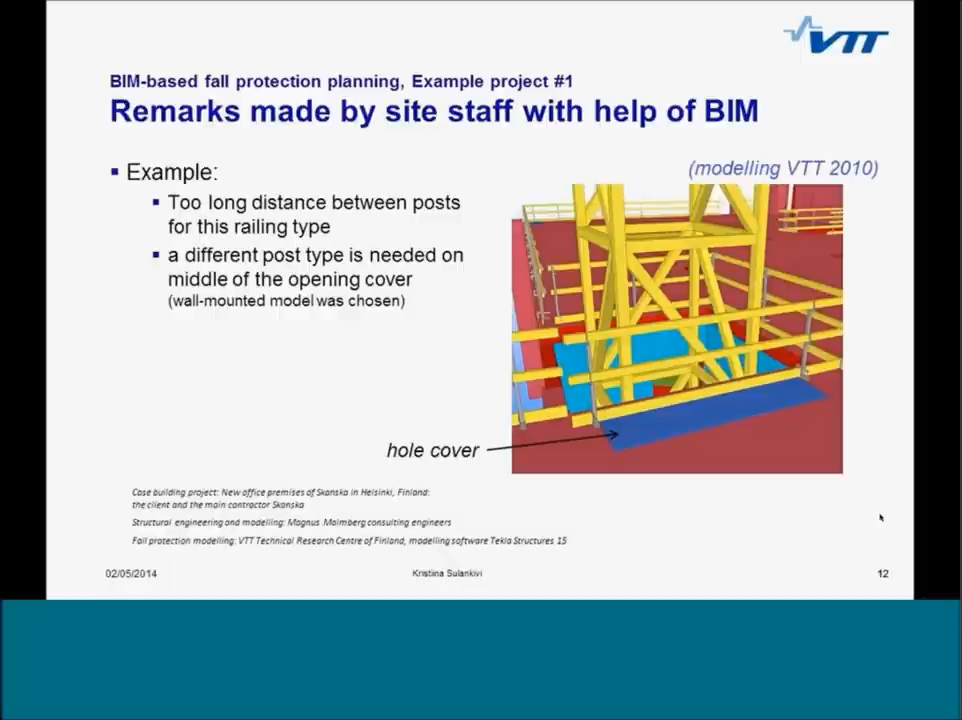 VTT
BIM-based fall protection planning, Example project #1
Remarks made by site staff with help of BIM
Example:
(modelling VTT 2010)
Too long distance between posts
for this railing type
a different post type is needed on
middle of the opening cover
(wall-mounted model was chosen)
hole cover
Case building project: New office premises of Skanska in Helsinki, Finland:
the client and the main contractor Skanska
Structural engineering and modelling: Magnus Malmberg consulting engineers
Fall protection modelling: VTT Technical Research Centre of Finland, modelling software Tekla Structures 15
02/05/2014
Kristiina Sulankivi
12